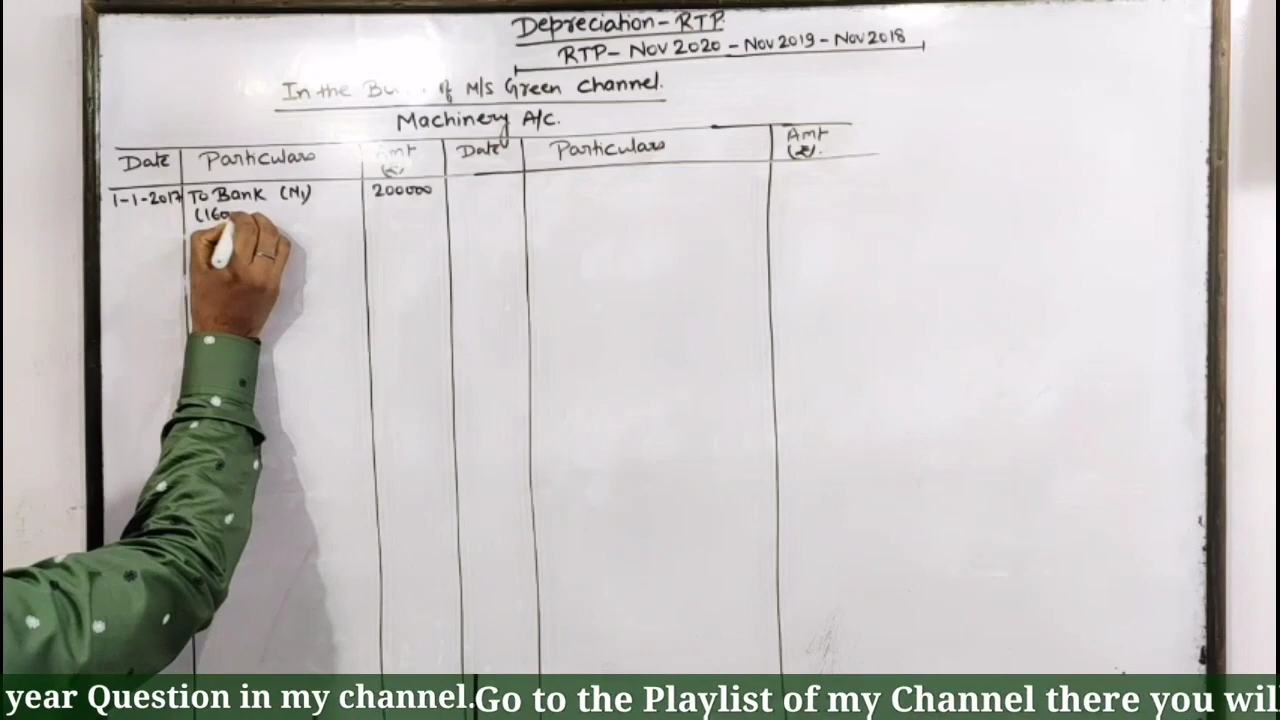 Depreciation - RTP
RTP - Nov 2020 - Nov 2019 - Nov 2018
In the of M/S Green Channel.
Machinery A/c.
Date Particulars Amt (₹) Date Particulars Amt (₹).
1-1-2017 To Bank (M1) 200000
year Question in my channel. Go to the Playlist of my Channel there you wil